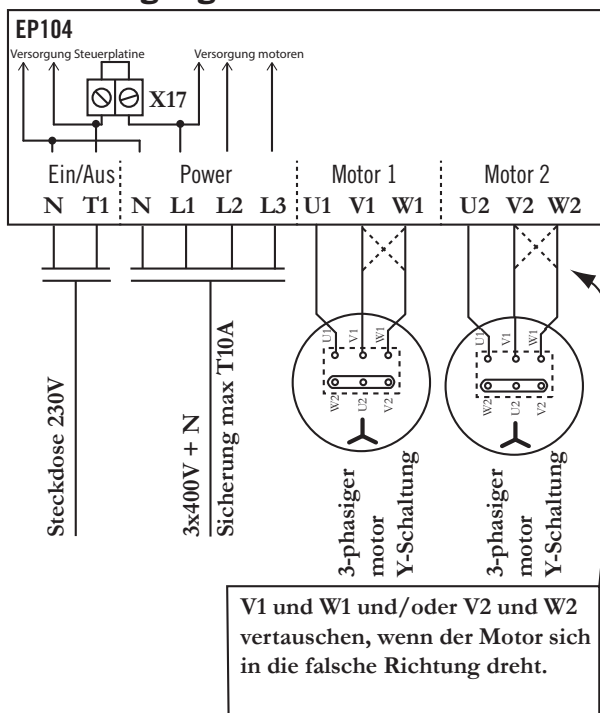 EP104
Versorgung Steuerplatine
Versorgung motoren
X17
Ein/Aus
Power
Motor 1
Motor 2
N T1 N L1 L2 L3 U1 V1 W1 U2 V2 W2
U1 V1 W1
W2 U2 V2
U1 V1 W1
W2 U2 V2
Steckdose 230V
3x400V + N
Sicherung max T10A
3-phasiger
motor
Y-Schaltung
3-phasiger
motor
Y-Schaltung
V1 und W1 und/oder V2 und W2
vertauschen, wenn der Motor sich
in die falsche Richtung dreht.